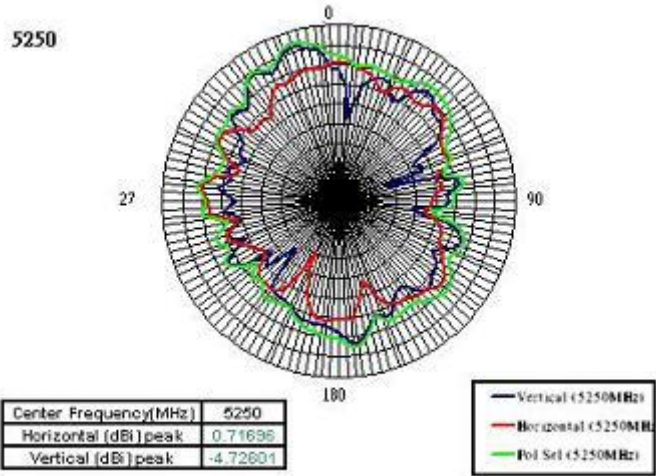 0
5250
27
90
180
Center Frequency(MHz) 5250
Horizontal (dBi) peak 0.71696
Vertical (dBi) peak -4.72601
Vertical (5250MHz)
Horizontal (5250MHz
Pol Sel (5250MHz)